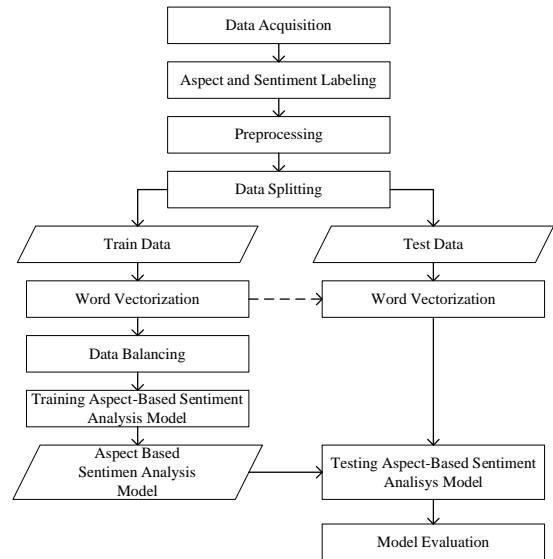 Data Acquisition
Aspect and Sentiment Labeling
Preprocessing
Data Splitting
Train Data
Test Data
Word Vectorization
Word Vectorization
Data Balancing
Training Aspect-Based Sentiment
Analysis Model
Aspect Based
Sentimen Analysis
Model
Testing Aspect-Based Sentiment
Analisys Model
Model Evaluation